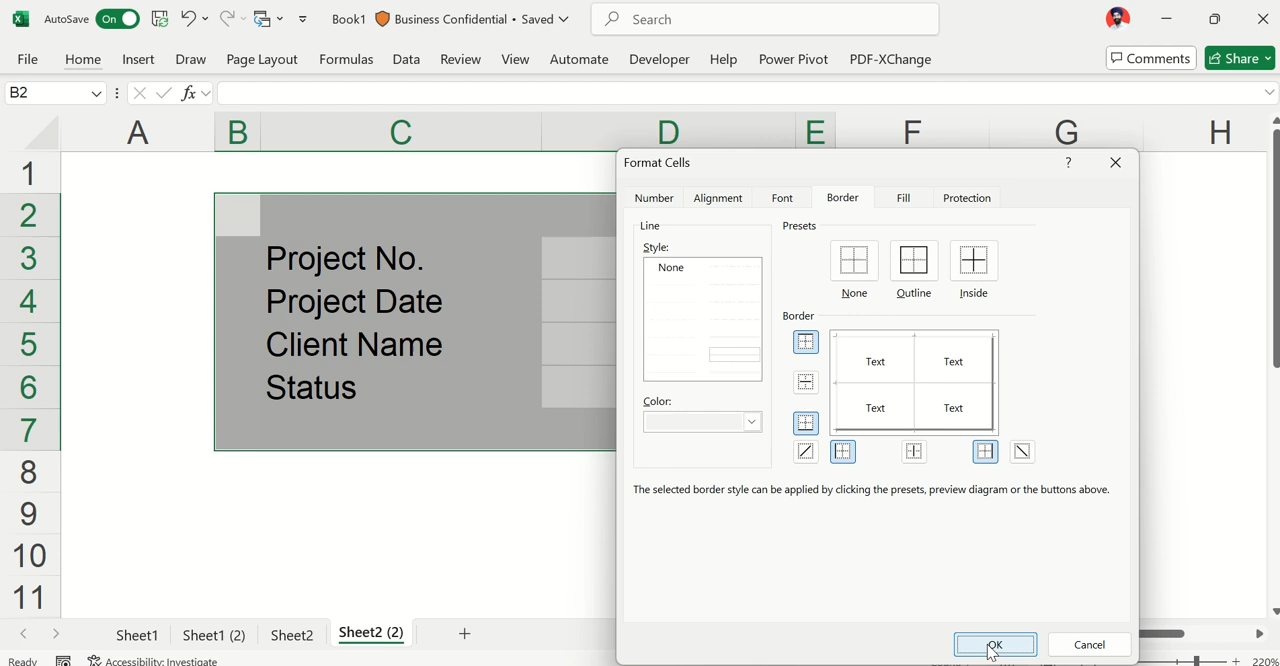 AutoSave On Book1 Business Confidential • Saved Search
File Home Insert Draw Page Layout Formulas Data Review View Automate Developer Help Power Pivot PDF-XChange Comments Share
B2 fx
A B C D E F G H
1
2
3 Project No.
4 Project Date
5 Client Name
6 Status
7
8
9
10
11
Format Cells ?
Number Alignment Font Border Fill Protection
Line
Style:
None
Color:
Presets
None Outline Inside
Border
Text Text
Text Text
The selected border style can be applied by clicking the presets, preview diagram or the buttons above.
OK Cancel
Sheet1 Sheet1 (2) Sheet2 Sheet2 (2)
Ready Accessibility: Investigate 220%